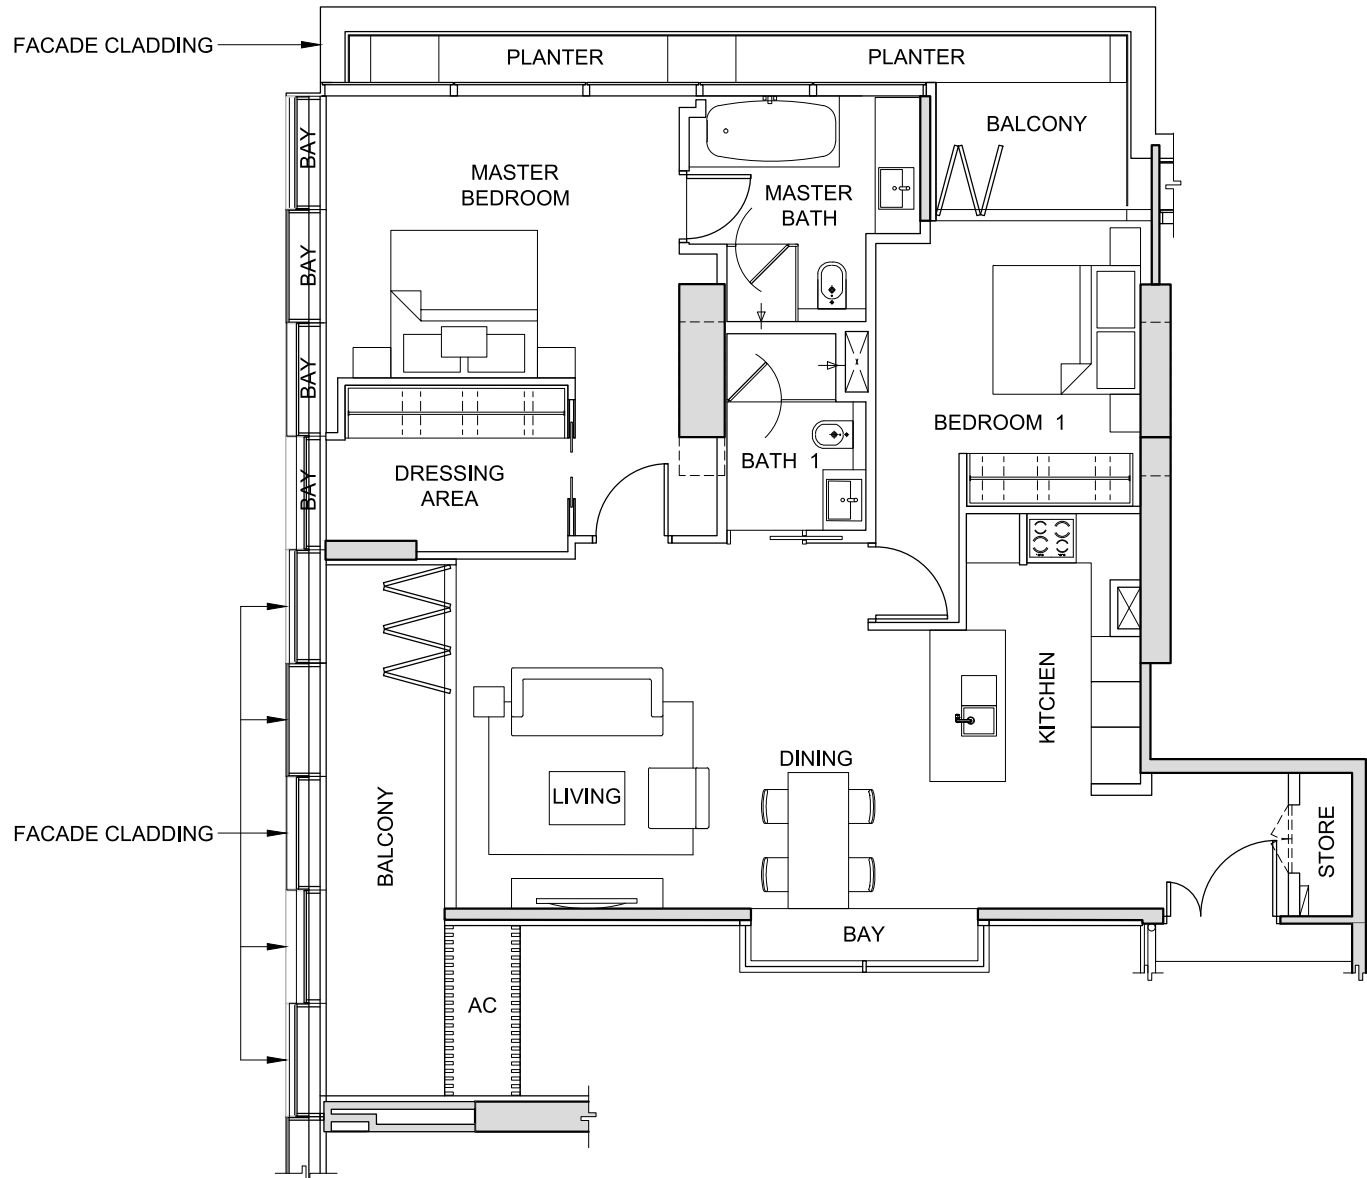 FACADE CLADDING
PLANTER
PLANTER
BALCONY
BAY
MASTER
BEDROOM
MASTER
BATH
BAY
BAY
BEDROOM 1
BATH 1
DRESSING
AREA
BAY
KITCHEN
DINING
LIVING
FACADE CLADDING
BALCONY
STORE
BAY
AC